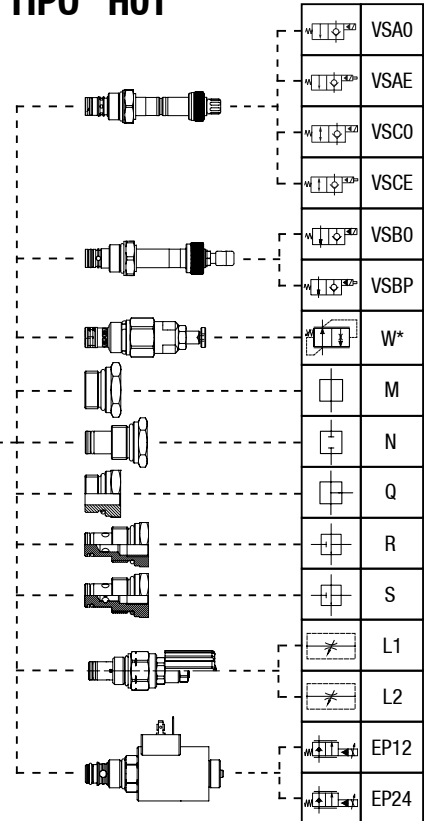 TIPO "H01"
VSA0
VSAE
VSC0
VSCE
VSB0
VSBP
W*
M
N
Q
R
S
L1
L2
EP12
EP24